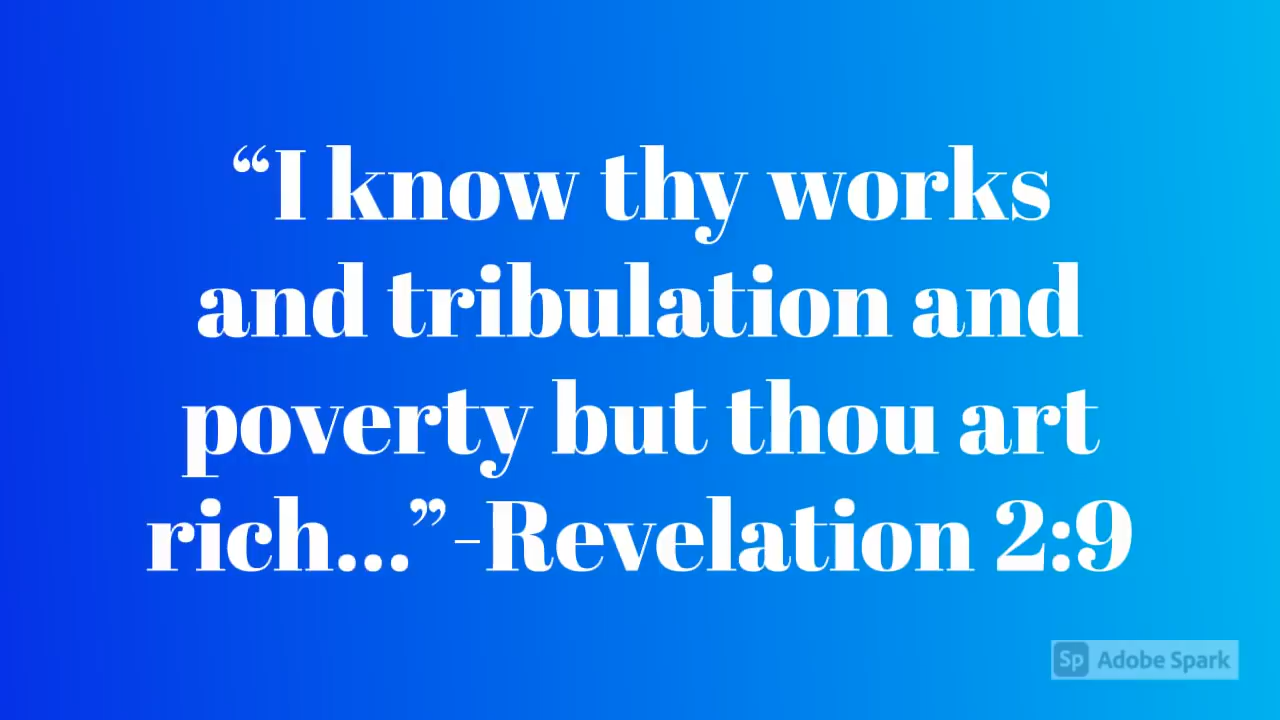 “I know thy works
and tribulation and
poverty but thou art
rich...”-Revelation 2:9
Sp Adobe Spark